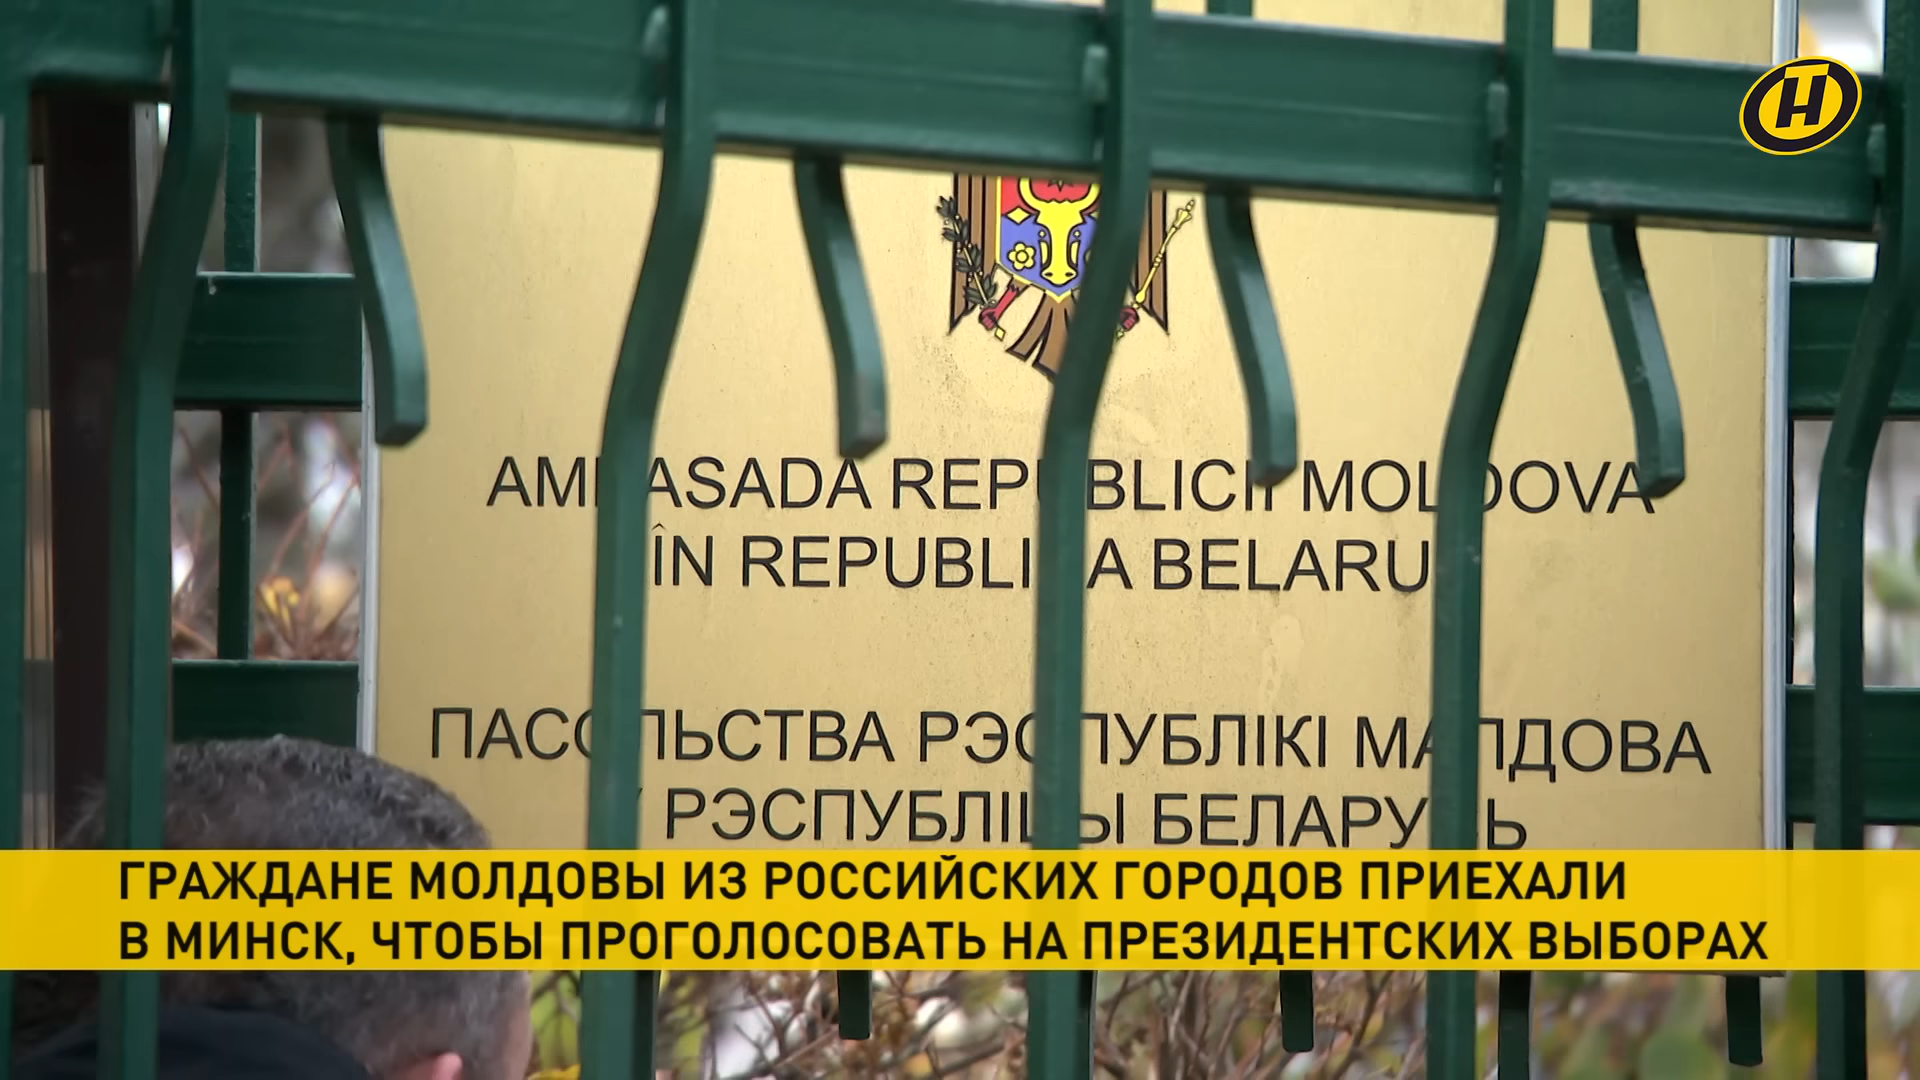 ОНТ
AMBASADA REPUBLICII MOLDOVA
ÎN REPUBLICA BELARUS
ПАСОЛЬСТВА РЭСПУБЛІКІ МАЛДОВА
У РЭСПУБЛІЦЫ БЕЛАРУСЬ
ГРАЖДАНЕ МОЛДОВЫ ИЗ РОССИЙСКИХ ГОРОДОВ ПРИЕХАЛИ
В МИНСК, ЧТОБЫ ПРОГОЛОСОВАТЬ НА ПРЕЗИДЕНТСКИХ ВЫБОРАХ